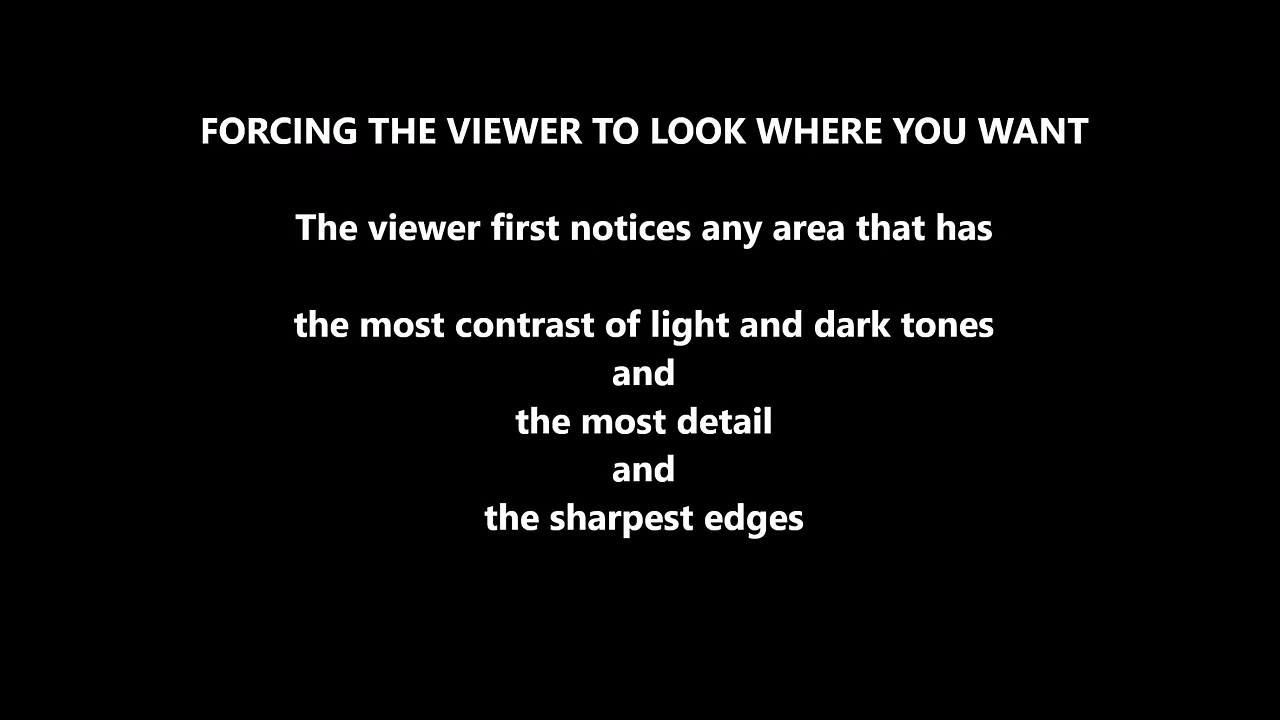 FORCING THE VIEWER TO LOOK WHERE YOU WANT
The viewer first notices any area that has
the most contrast of light and dark tones
and
the most detail
and
the sharpest edges